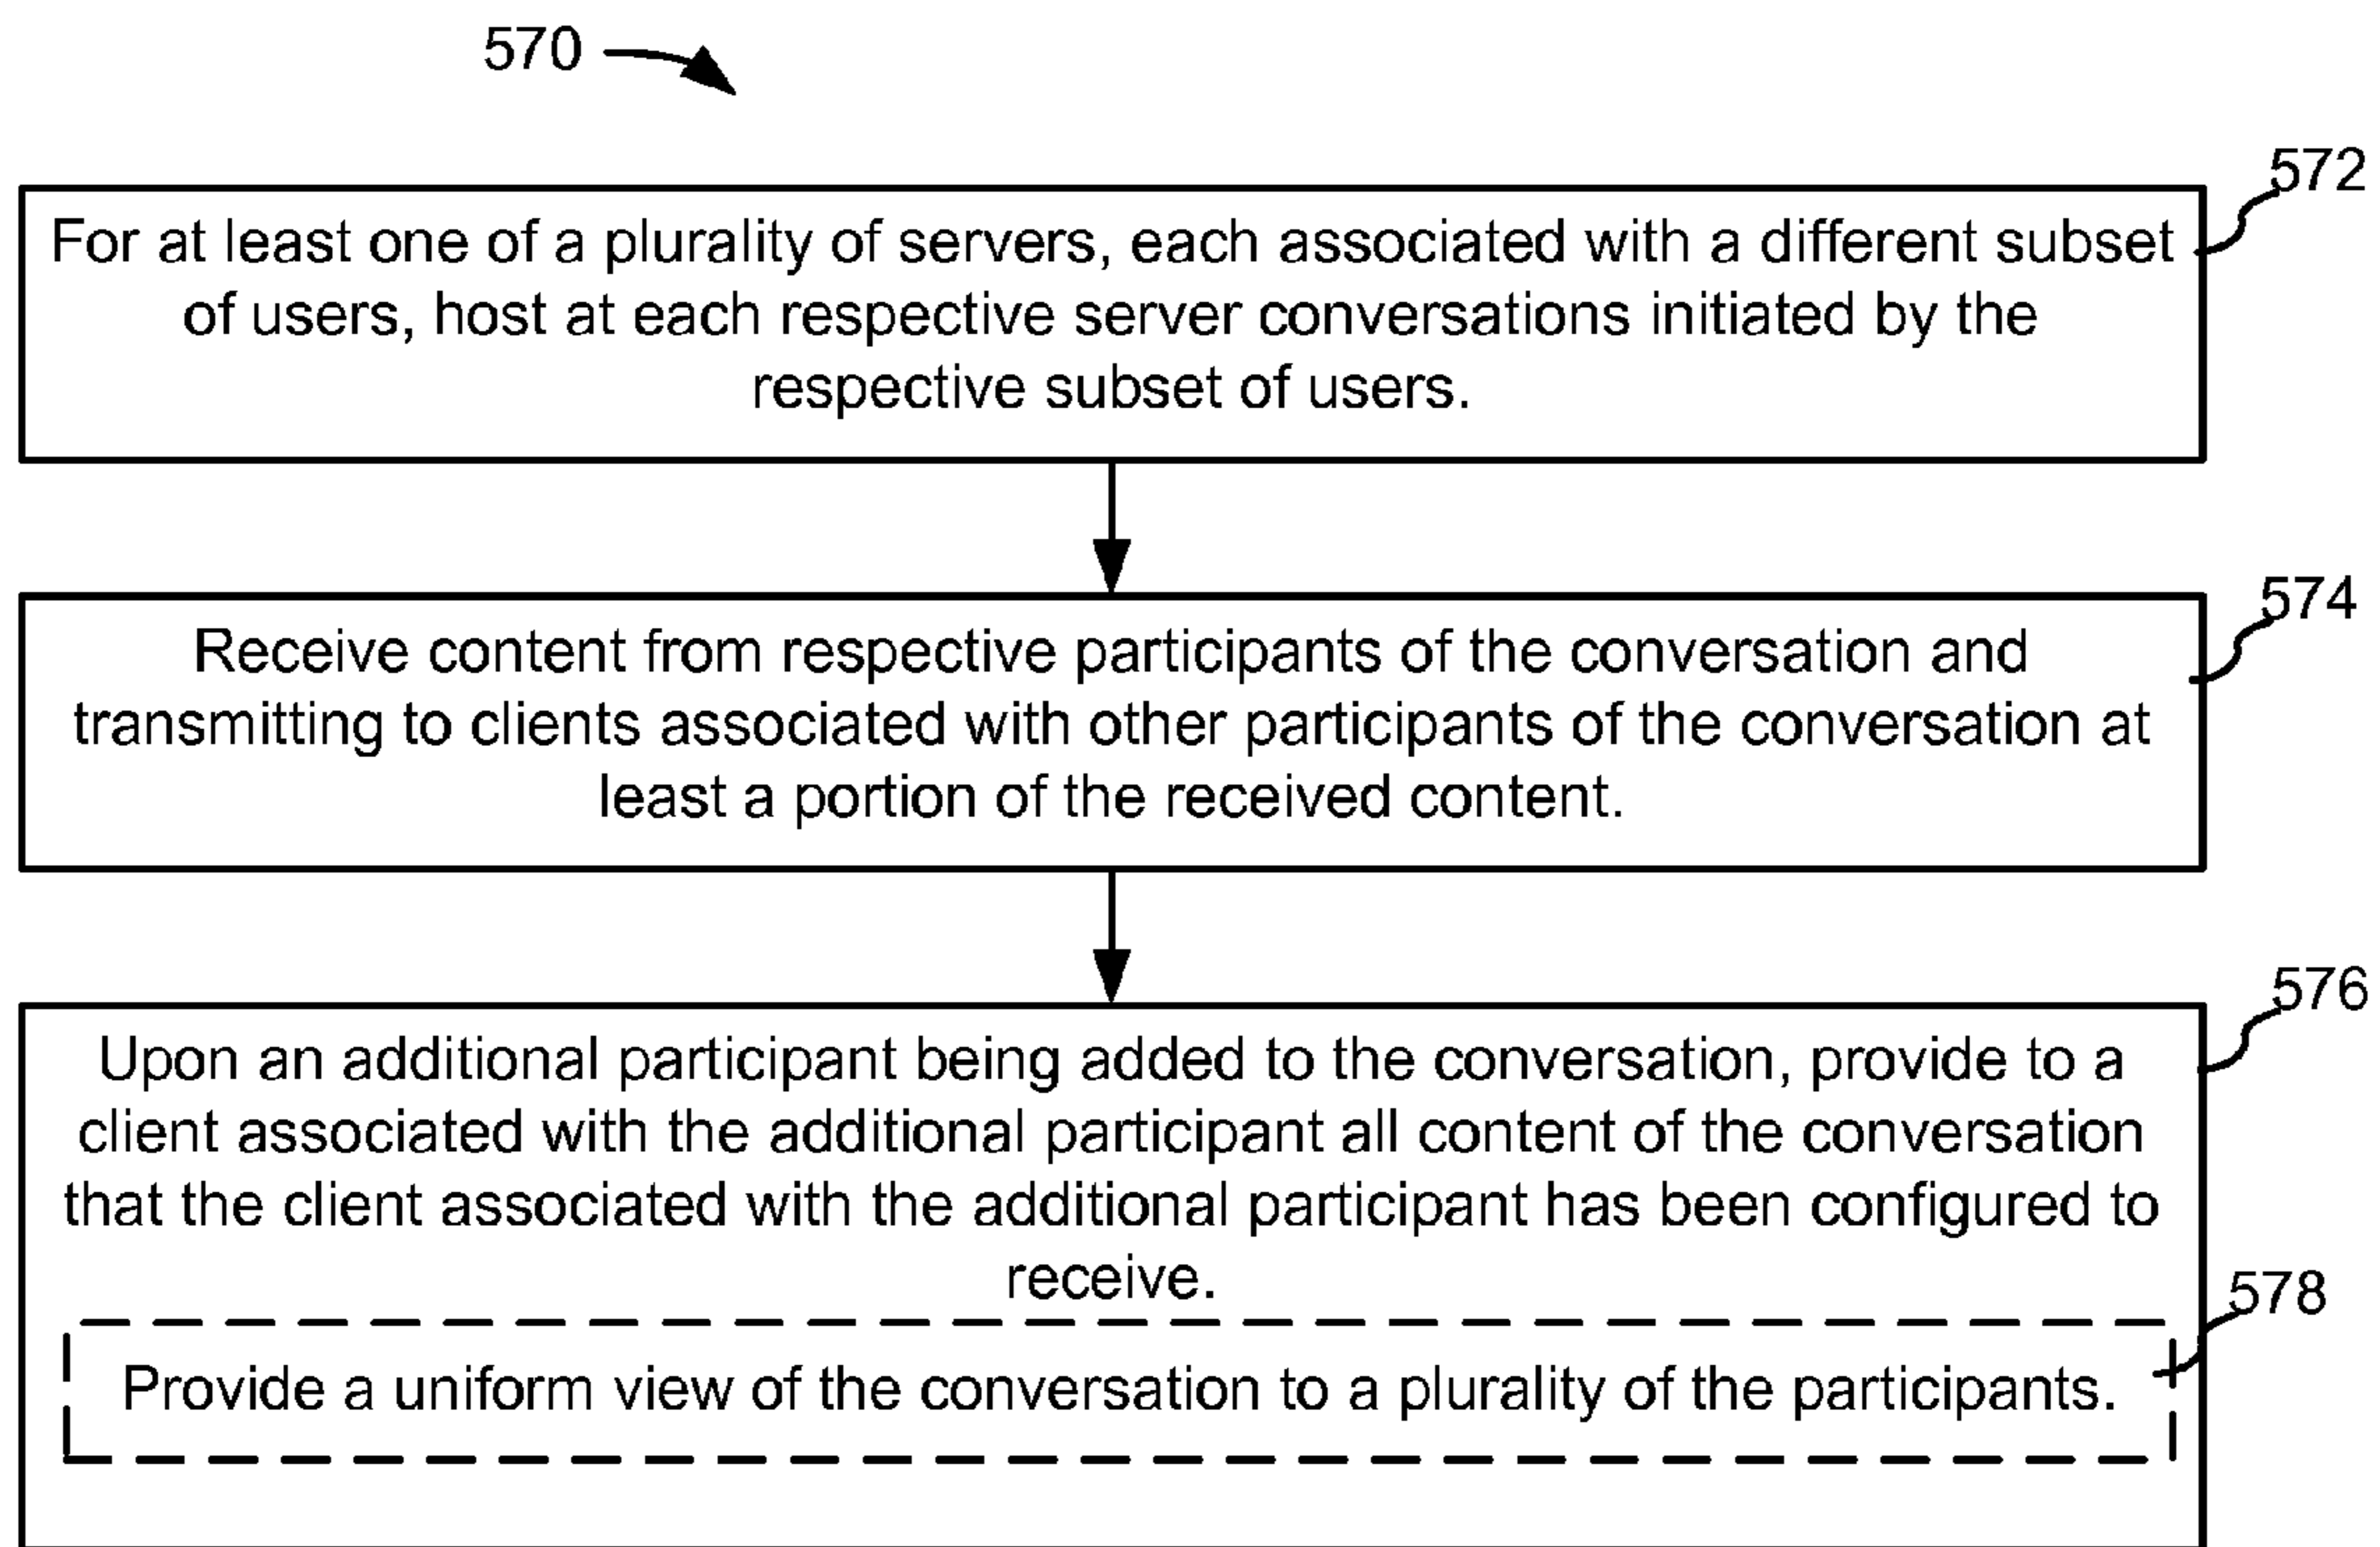 570
572
For at least one of a plurality of servers, each associated with a different subset
of users, host at each respective server conversations initiated by the
respective subset of users.
574
Receive content from respective participants of the conversation and
transmitting to clients associated with other participants of the conversation at
least a portion of the received content.
576
Upon an additional participant being added to the conversation, provide to a
client associated with the additional participant all content of the conversation
that the client associated with the additional participant has been configured to
receive.
578
Provide a uniform view of the conversation to a plurality of the participants.